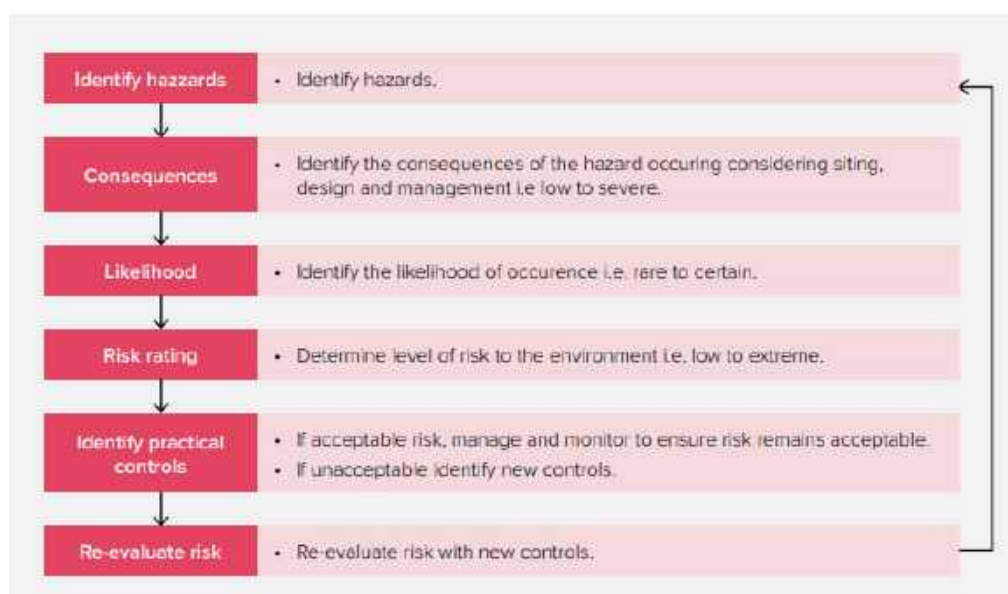 Identify hazzards
• Identify hazards.
Consequences
• Identify the consequences of the hazard occuring considering siting,
design and management i.e low to severe.
Likelihood
• Identify the likelihood of occurence i.e. rare to certain.
Risk rating
• Determine level of risk to the environment i.e. low to extreme.
Identify practical
controls
• If acceptable risk, manage and monitor to ensure risk remains acceptable.
• If unacceptable identify new controls.
Re-evaluate risk
• Re-evaluate risk with new controls.